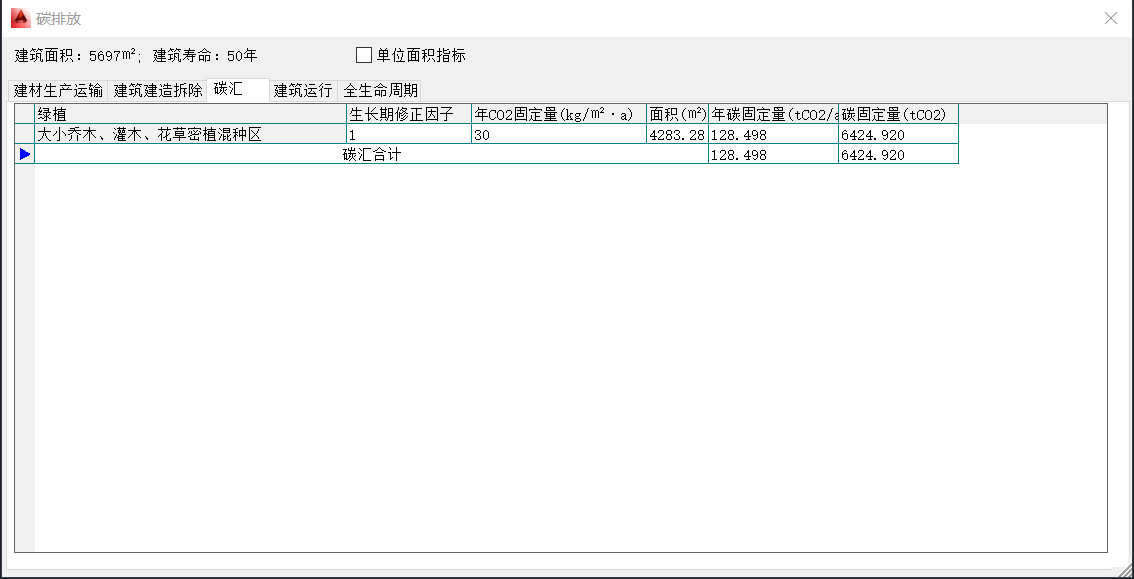 碳排放
建筑面积：5697㎡；建筑寿命：50年 单位面积指标
建材生产运输 建筑建造拆除 碳汇 建筑运行 全生命周期
绿植 生长期修正因子 年CO2固定量(kg/㎡·a) 面积(㎡) 年碳固定量(tCO2/a 碳固定量(tCO2)
大小乔木、灌木、花草密植混种区 1 30 4283.28 128.498 6424.920
碳汇合计 128.498 6424.920